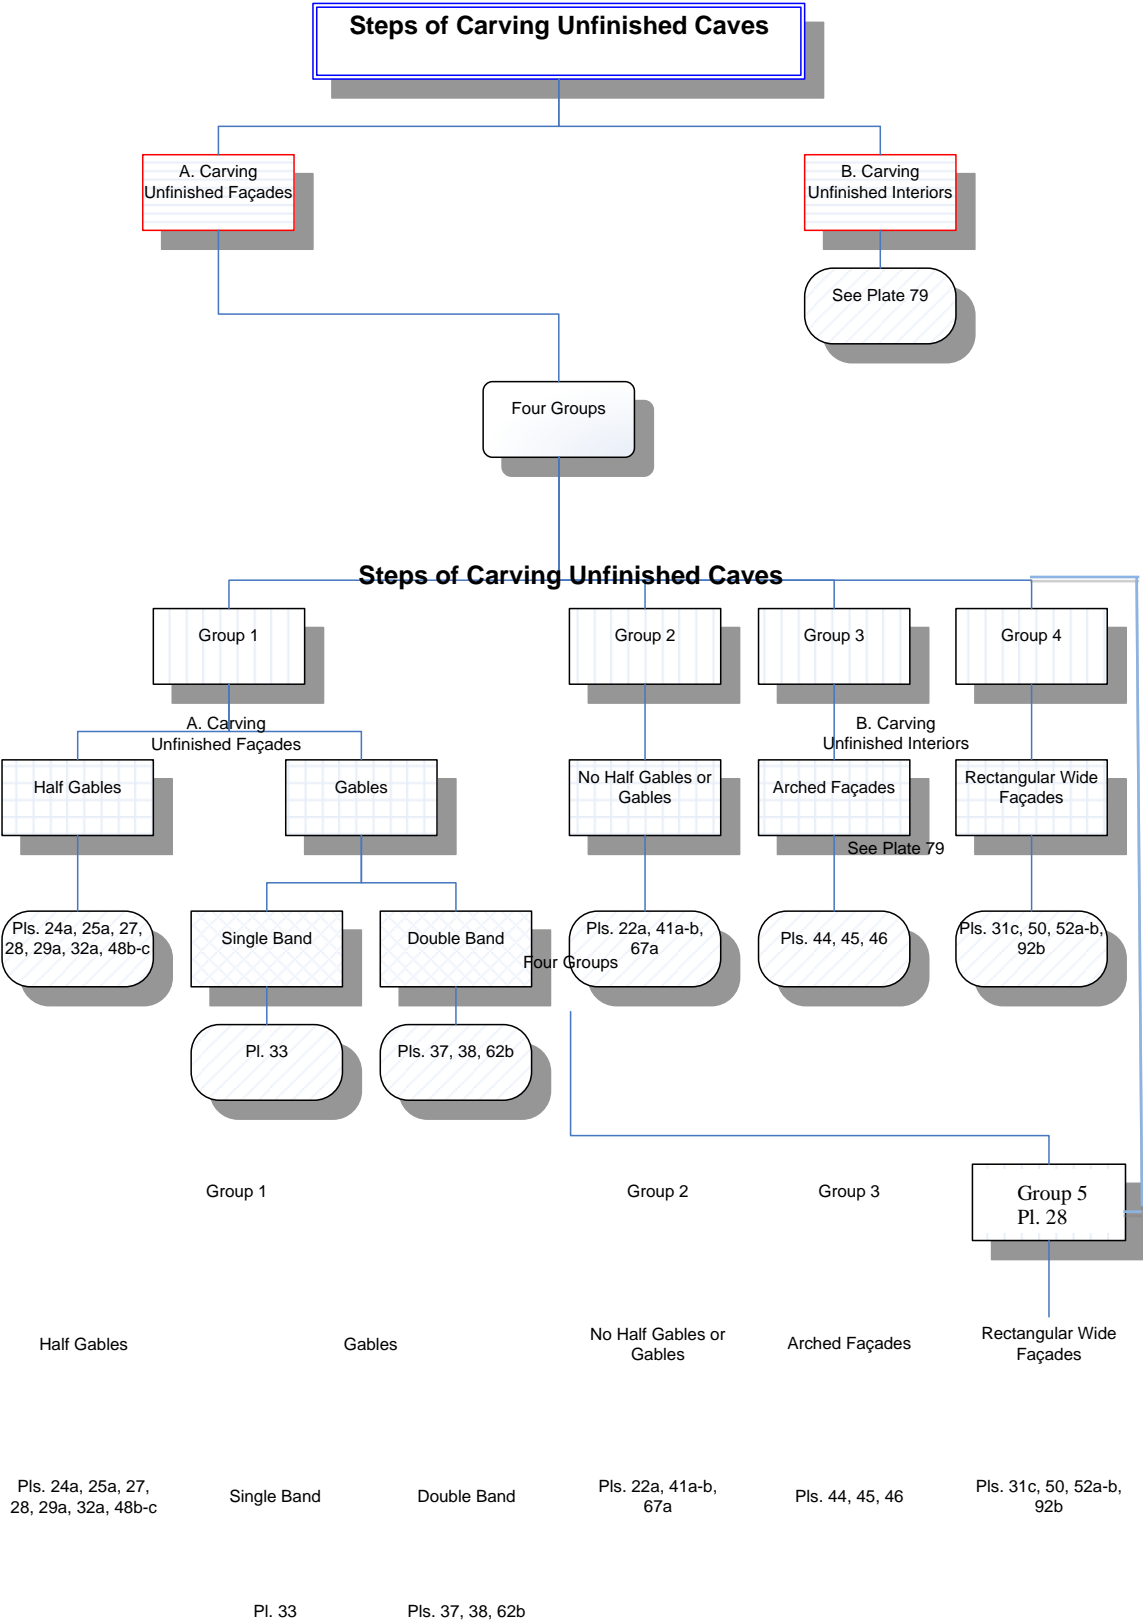 Steps of Carving Unfinished Caves
A. Carving
Unfinished Façades
B. Carving
Unfinished Interiors
See Plate 79
Four Groups
Steps of Carving Unfinished Caves
Group 1
Group 2
Group 3
Group 4
A. Carving
Unfinished Façades
B. Carving
Unfinished Interiors
Half Gables
Gables
No Half Gables or
Gables
Arched Façades
Rectangular Wide
Façades
See Plate 79
Pls. 24a, 25a, 27,
28, 29a, 32a, 48b-c
Single Band
Double Band
Pls. 22a, 41a-b,
67a
Pls. 44, 45, 46
Pls. 31c, 50, 52a-b,
92b
Four Groups
Pl. 33
Pls. 37, 38, 62b
Group 1
Group 2
Group 3
Group 5
Pl. 28
Half Gables
Gables
No Half Gables or
Gables
Arched Façades
Rectangular Wide
Façades
Pls. 24a, 25a, 27,
28, 29a, 32a, 48b-c
Single Band
Double Band
Pls. 22a, 41a-b,
67a
Pls. 44, 45, 46
Pls. 31c, 50, 52a-b,
92b
Pl. 33
Pls. 37, 38, 62b